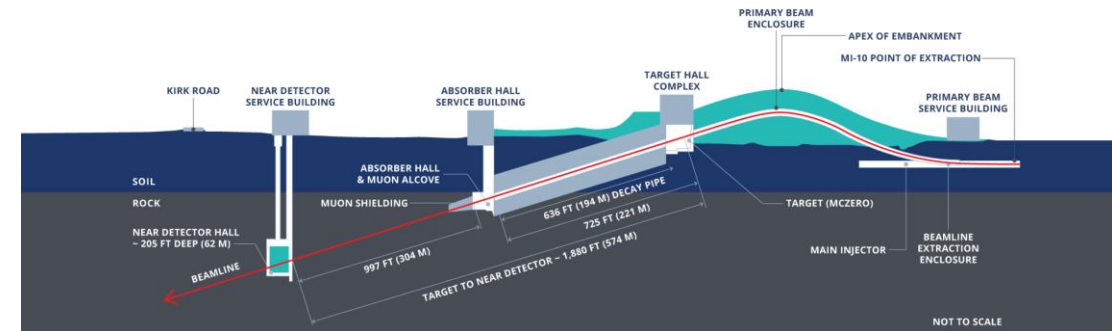 PRIMARY BEAM
ENCLOSURE
APEX OF EMBANKMENT
MI-10 POINT OF EXTRACTION
KIRK ROAD
NEAR DETECTOR
SERVICE BUILDING
ABSORBER HALL
SERVICE BUILDING
TARGET HALL
COMPLEX
PRIMARY BEAM
SERVICE BUILDING
ABSORBER HALL
& MUON ALCOVE
SOIL
ROCK
MUON SHIELDING
636 FT (194 M) DECAY PIPE
725 FT (221 M)
TARGET (MCZERO)
NEAR DETECTOR HALL
~ 205 FT DEEP (62 M)
997 FT (304 M)
MAIN INJECTOR
BEAMLINE
EXTRACTION
ENCLOSURE
BEAMLINE
TARGET TO NEAR DETECTOR ~ 1,880 FT (574 M)
NOT TO SCALE